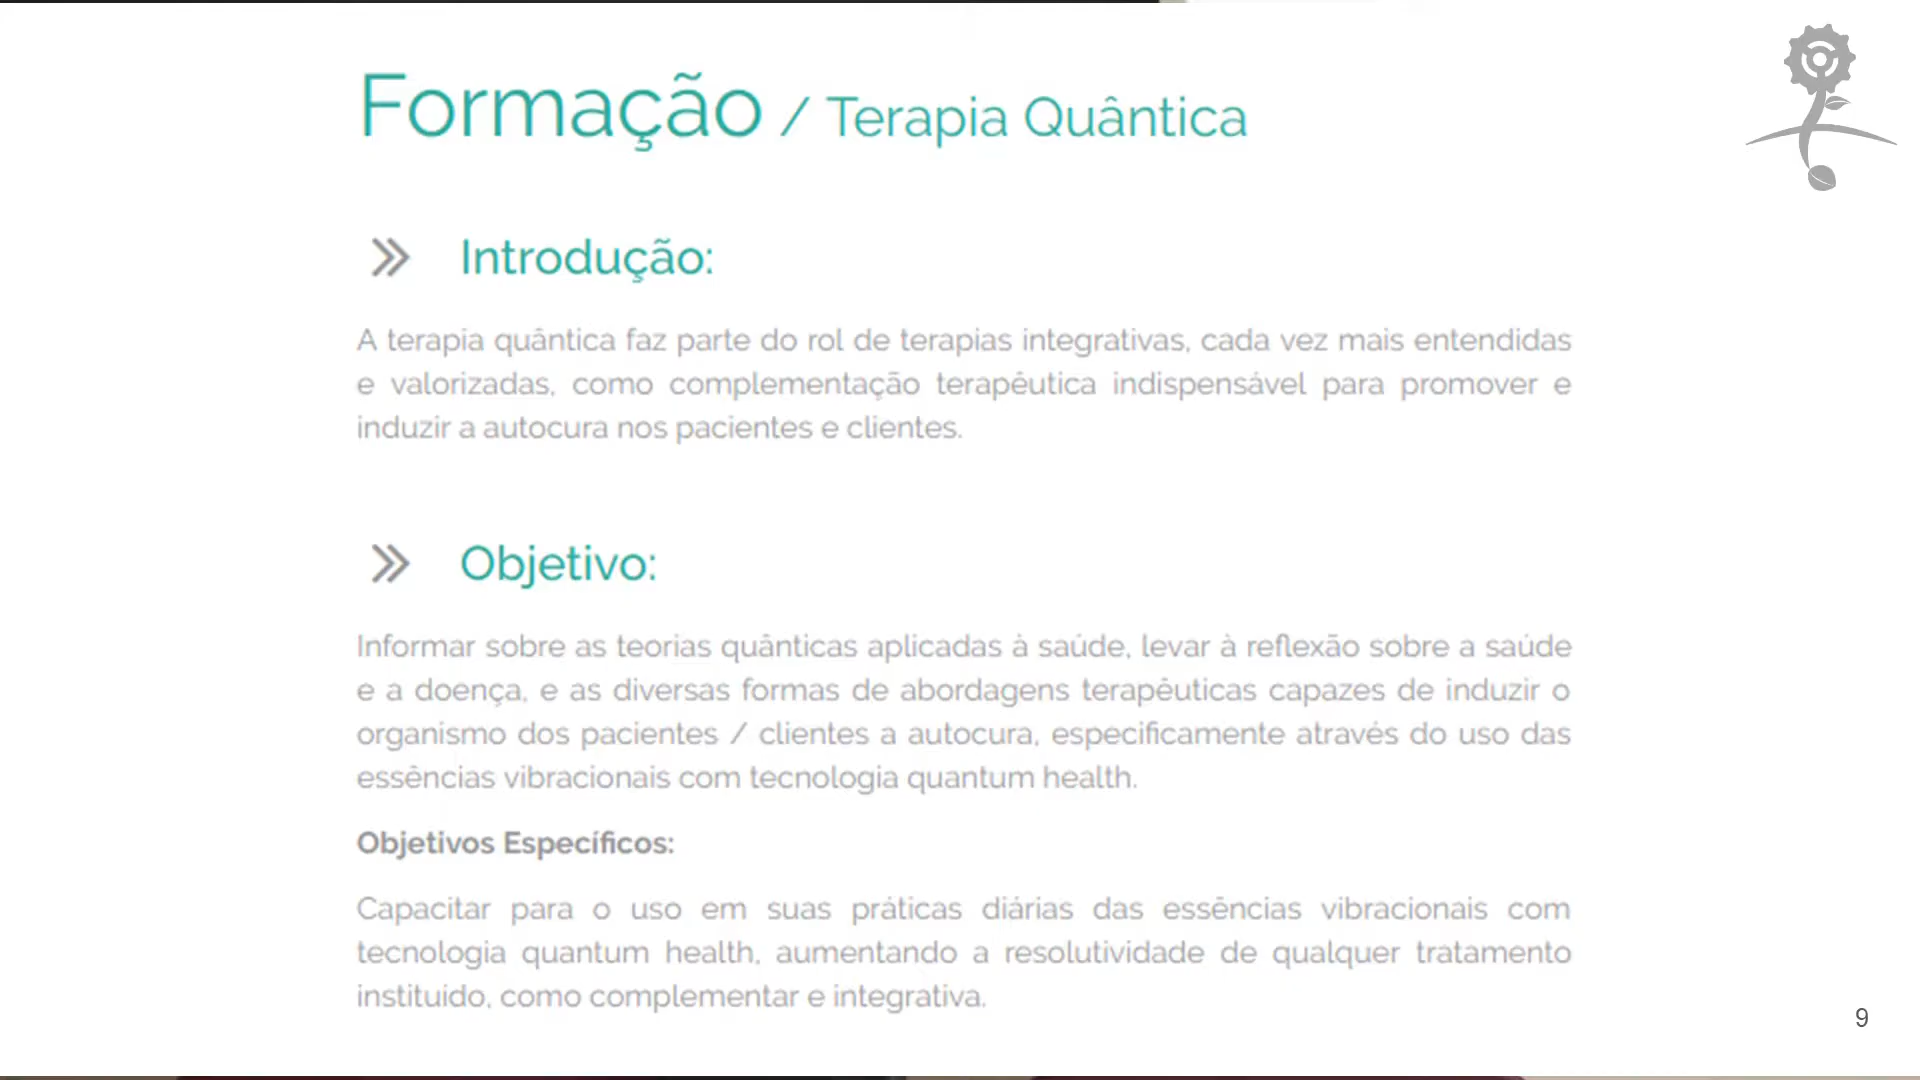 Formação / Terapia Quântica
Introdução:
A terapia quântica faz parte do rol de terapias integrativas, cada vez mais entendidas
e valorizadas, como complementação terapêutica indispensável para promover e
induzir a autocura nos pacientes e clientes.
Objetivo:
Informar sobre as teorias quânticas aplicadas à saúde, levar à reflexão sobre a saúde
e a doença, e as diversas formas de abordagens terapêuticas capazes de induzir o
organismo dos pacientes / clientes a autocura, especificamente através do uso das
essências vibracionais com tecnologia quantum health.
Objetivos Específicos:
Capacitar para o uso em suas práticas diárias das essências vibracionais com
tecnologia quantum health, aumentando a resolutividade de qualquer tratamento
instituído, como complementar e integrativa.
9